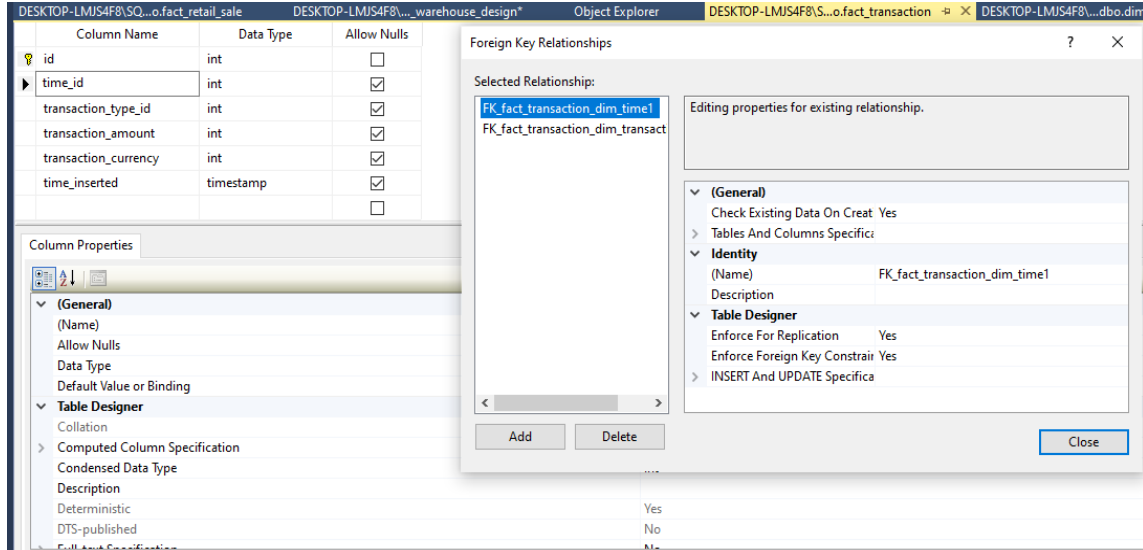 DESKTOP-LMJS4F8\SQ...o.fact_retail_sale DESKTOP-LMJS4F8\..._warehouse_design* Object Explorer DESKTOP-LMJS4F8\S...o.fact_transaction DESKTOP-LMJS4F8\...dbo.dim
Column Name Data Type Allow Nulls
id int
time_id int
transaction_type_id int
transaction_amount int
transaction_currency int
time_inserted timestamp
Column Properties
(General)
(Name)
Allow Nulls
Data Type
Default Value or Binding
Table Designer
Collation
Computed Column Specification
Condensed Data Type
Description
Deterministic Yes
DTS-published No
Full-text Specification No
Foreign Key Relationships ? X
Selected Relationship:
FK_fact_transaction_dim_time1
FK_fact_transaction_dim_transact
Add Delete
Editing properties for existing relationship.
(General)
Check Existing Data On Creat Yes
Tables And Columns Specifica
Identity
(Name) FK_fact_transaction_dim_time1
Description
Table Designer
Enforce For Replication Yes
Enforce Foreign Key Constrair Yes
INSERT And UPDATE Specifica
Close